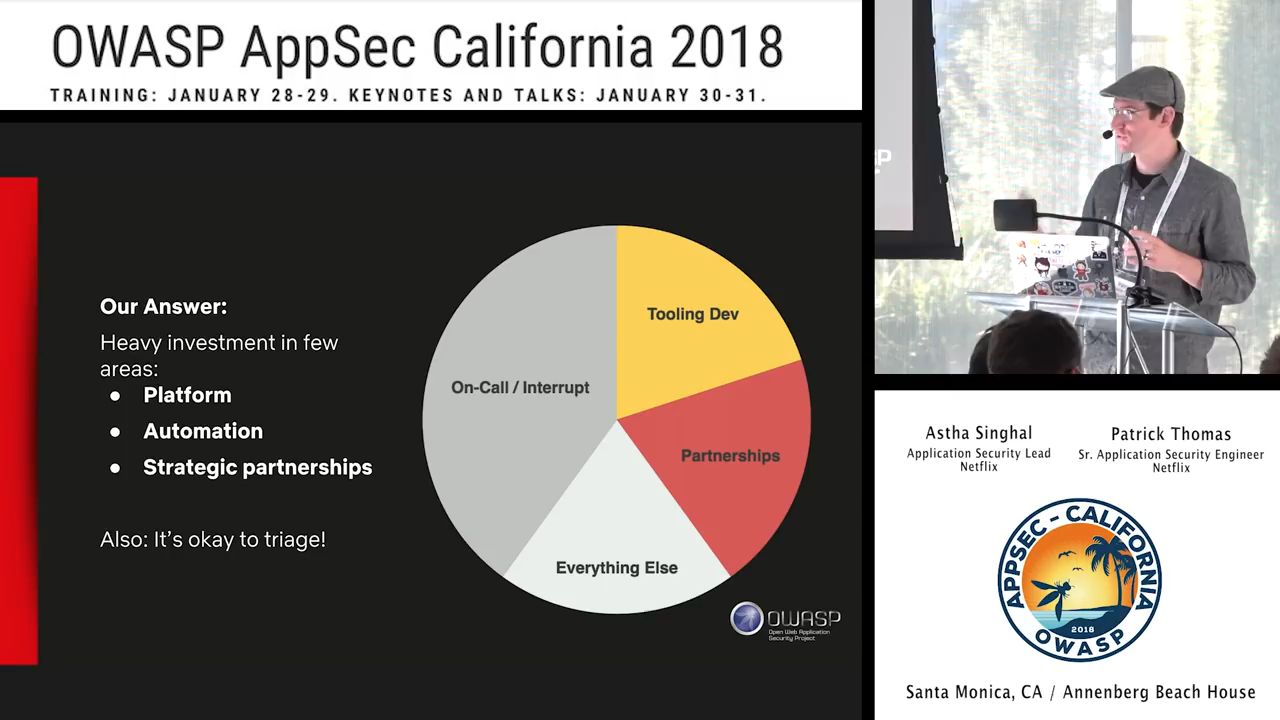 OWASP AppSec California 2018
TRAINING: JANUARY 28-29. KEYNOTES AND TALKS: JANUARY 30-31.
Our Answer:
Heavy investment in few
areas:
● Platform
● Automation
● Strategic partnerships
Also: It's okay to triage!
Tooling Dev
On-Call / Interrupt
Partnerships
Everything Else
OWASP
Open Web Application
Security Project
Astha Singhal
Application Security Lead
Netflix
Patrick Thomas
Sr. Application Security Engineer
Netflix
APPSEC - CALIFORNIA
2018
OWASP
Santa Monica, CA / Annenberg Beach House